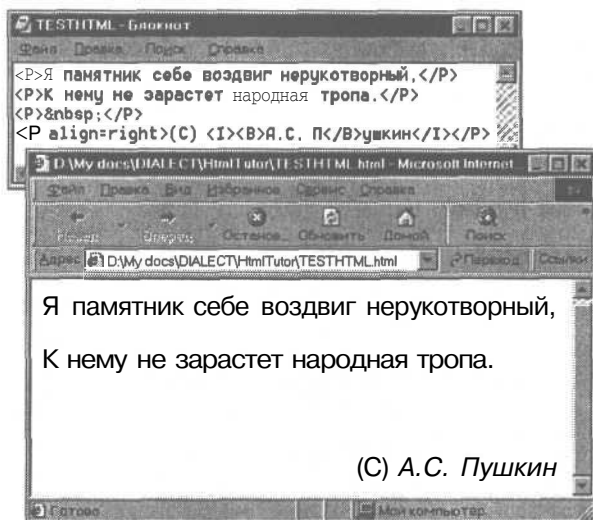 TESTHTML - Блокнот
Файл Правка Поиск Справка
<P>Я памятник себе воздвиг нерукотворный,</P>
<P>К нему не зарастет народная тропа.</P>
<P>&nbsp;</P>
<P align=right>(C) <I><B>А.С. П</B>ушкин</I></P>
D:\My docs\DIALECT\HtmlTutor\TESTHTML.html - Microsoft Internet
Файл Правка Вид Избранное Сервис Справка
Назад Вперед Останов. Обновить Домой Поиск
Адрес D:\My docs\DIALECT\HtmlTutor\TESTHTML.html Переход Ссылки
Я памятник себе воздвиг нерукотворный,
К нему не зарастет народная тропа.
(C) А.С. Пушкин
Готово Мой компьютер